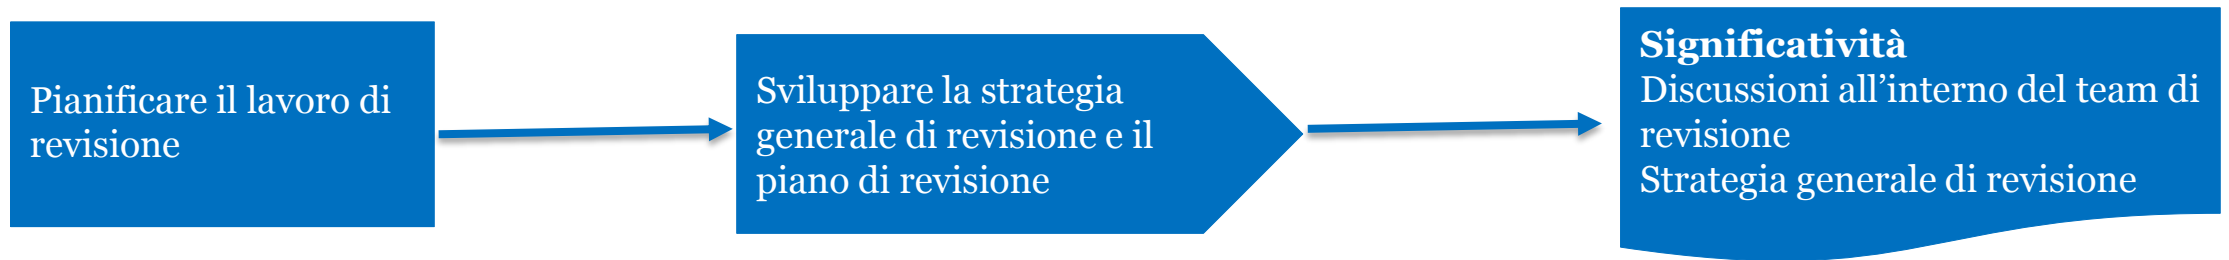 Pianificare il lavoro di
revisione
Sviluppare la strategia
generale di revisione e il
piano di revisione
Significatività
Discussioni all’interno del team di
revisione
Strategia generale di revisione